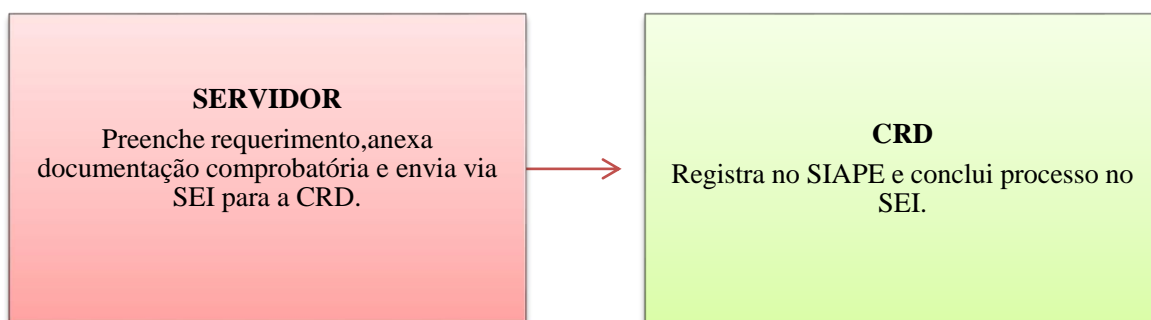 SERVIDOR
Preenche requerimento,anexa
documentação comprobatória e envia via
SEI para a CRD.
CRD
Registra no SIAPE e conclui processo no
SEI.